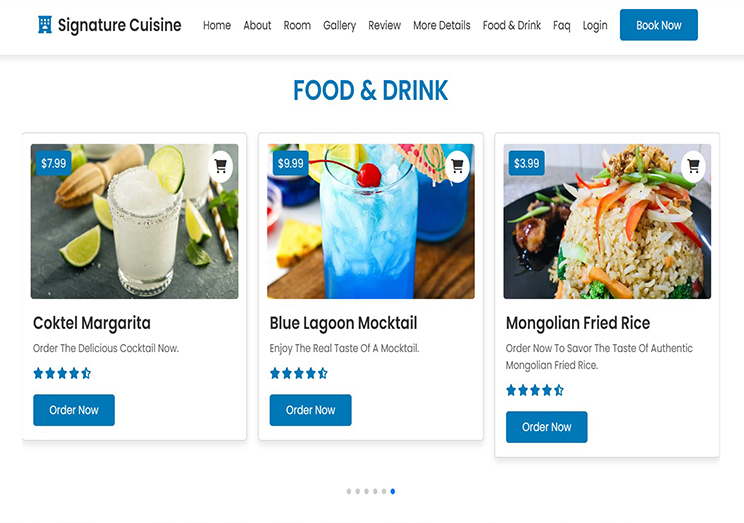 Signature Cuisine
Home About Room Gallery Review More Details Food & Drink Faq Login Book Now
FOOD & DRINK
$7.99
$9.99
$3.99
Coktel Margarita
Order The Delicious Cocktail Now.
Order Now
Blue Lagoon Mocktail
Enjoy The Real Taste Of A Mocktail.
Order Now
Mongolian Fried Rice
Order Now To Savor The Taste Of Authentic
Mongolian Fried Rice.
Order Now